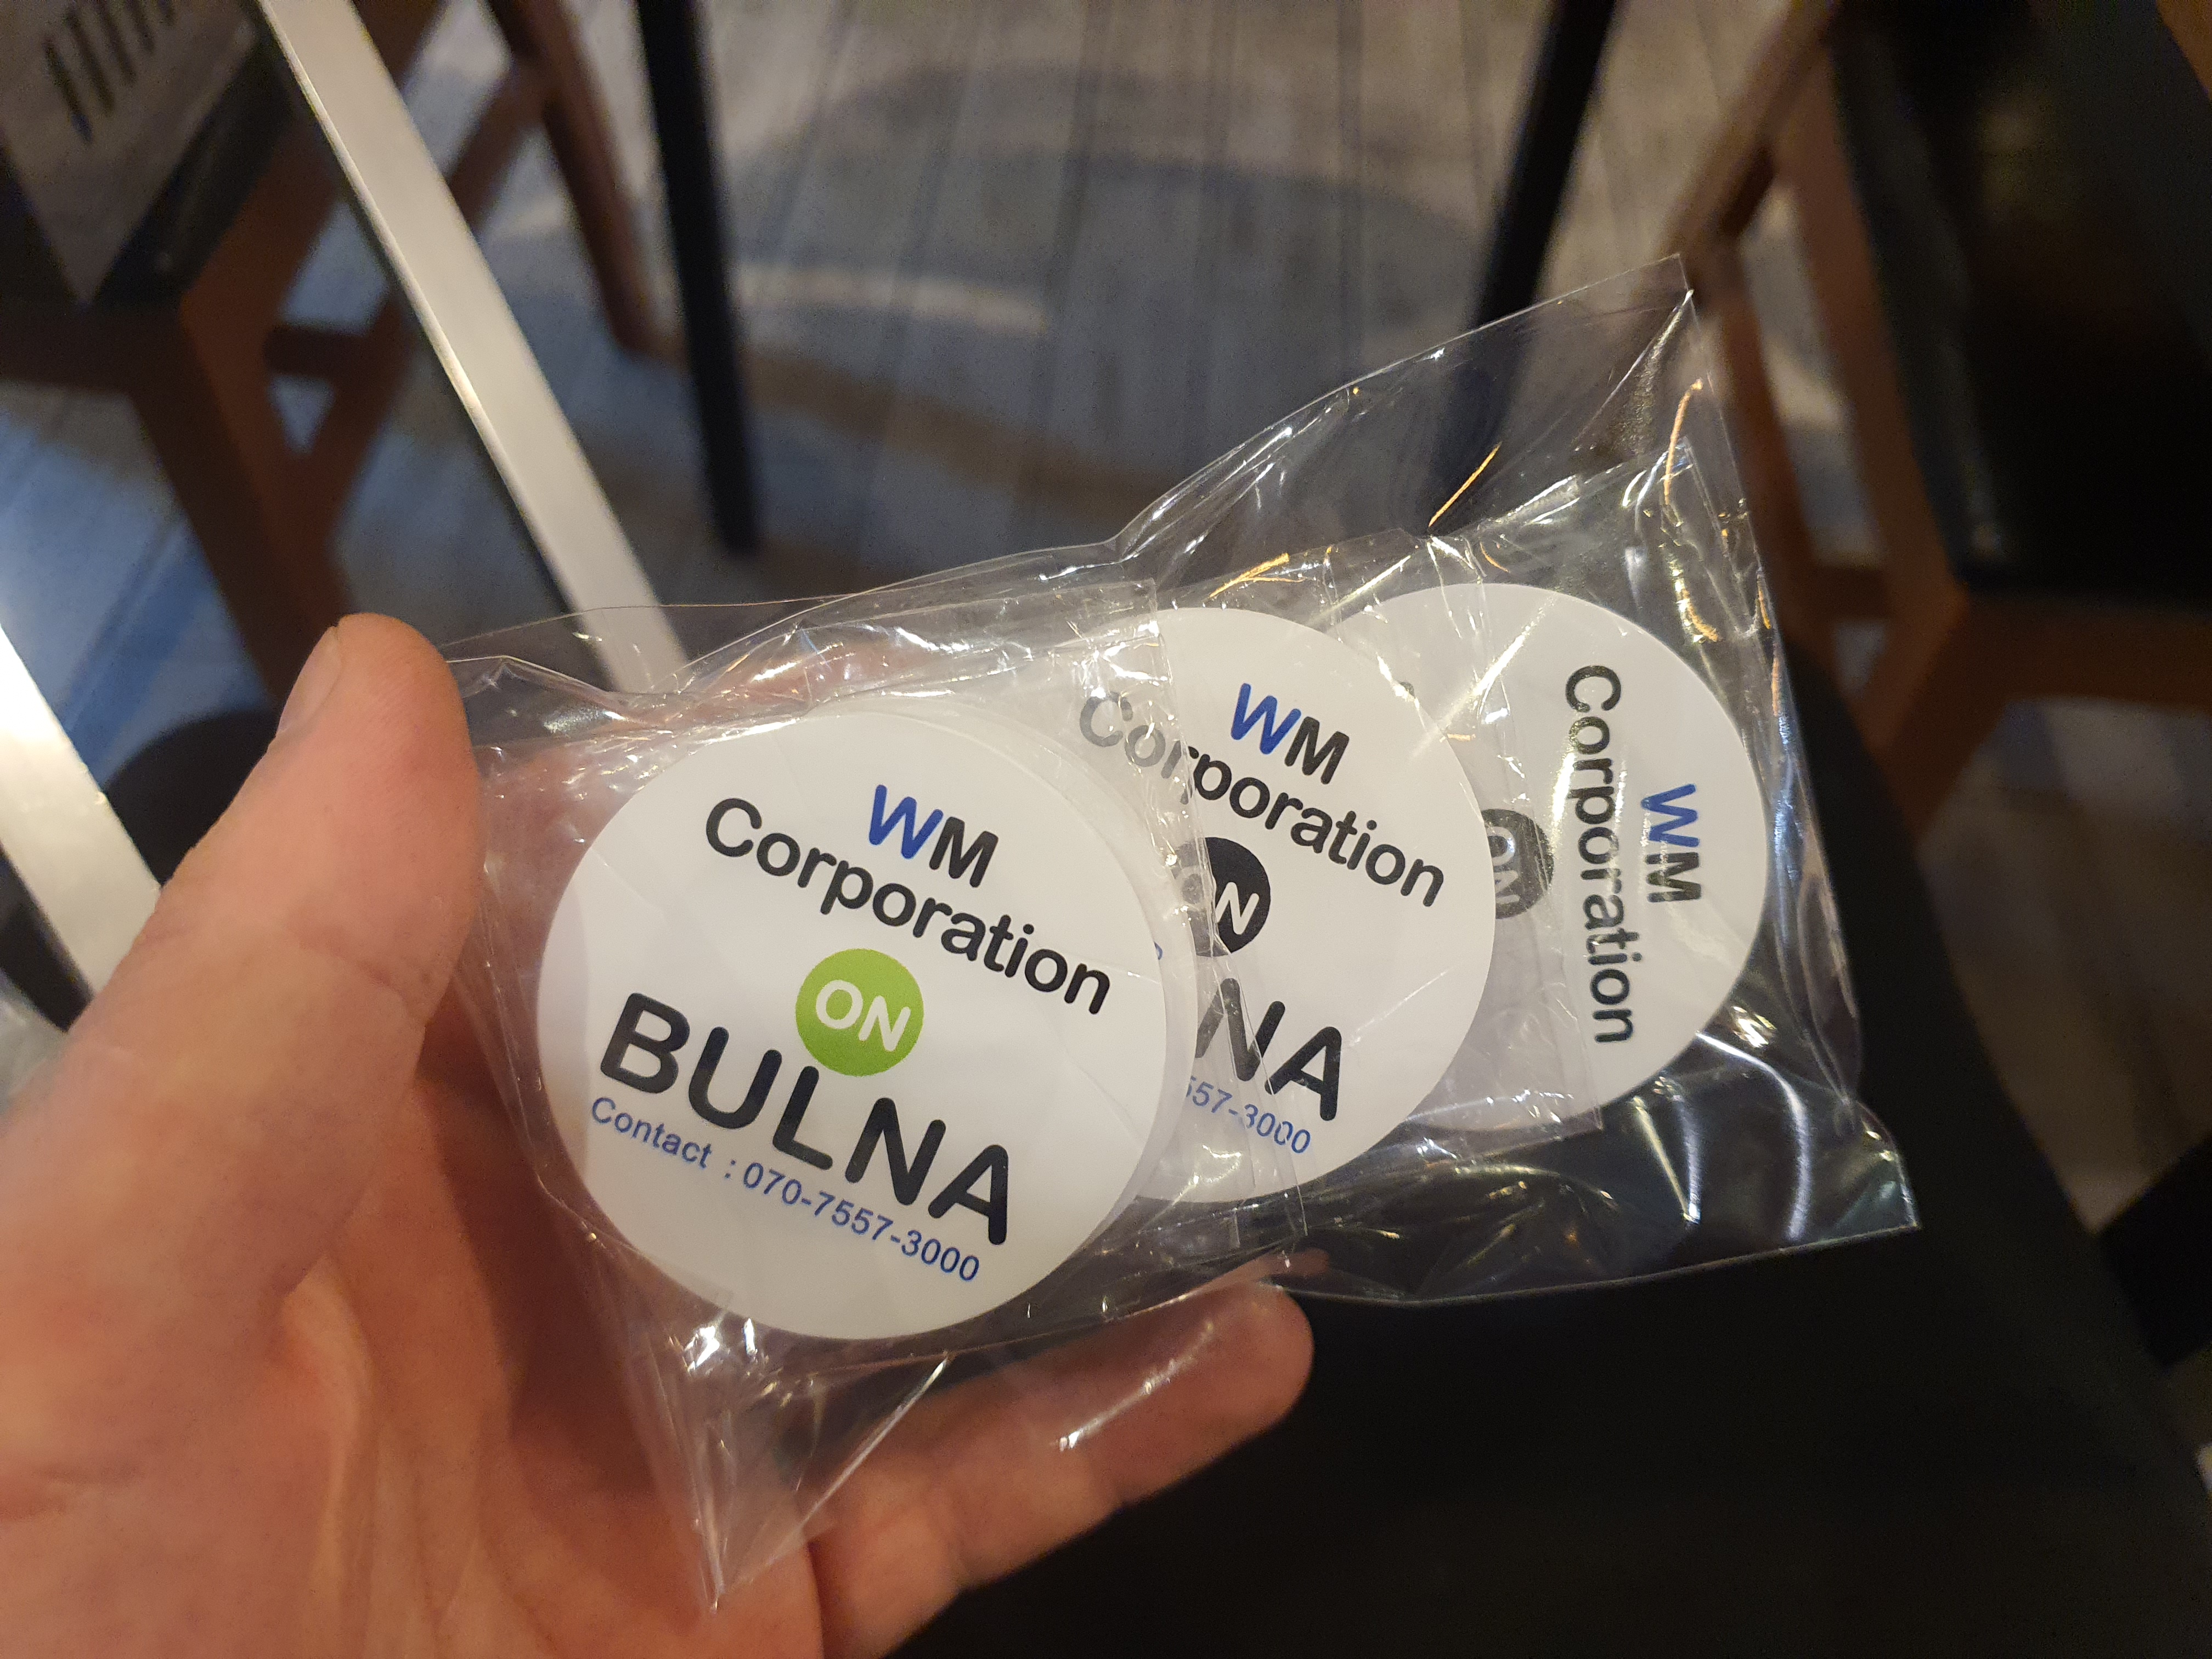 WM
Corporation
ON
BULNA
Contact : 070-7557-3000
WM
Corporation
ON
NA
557-3000
WM
Corporation
ON